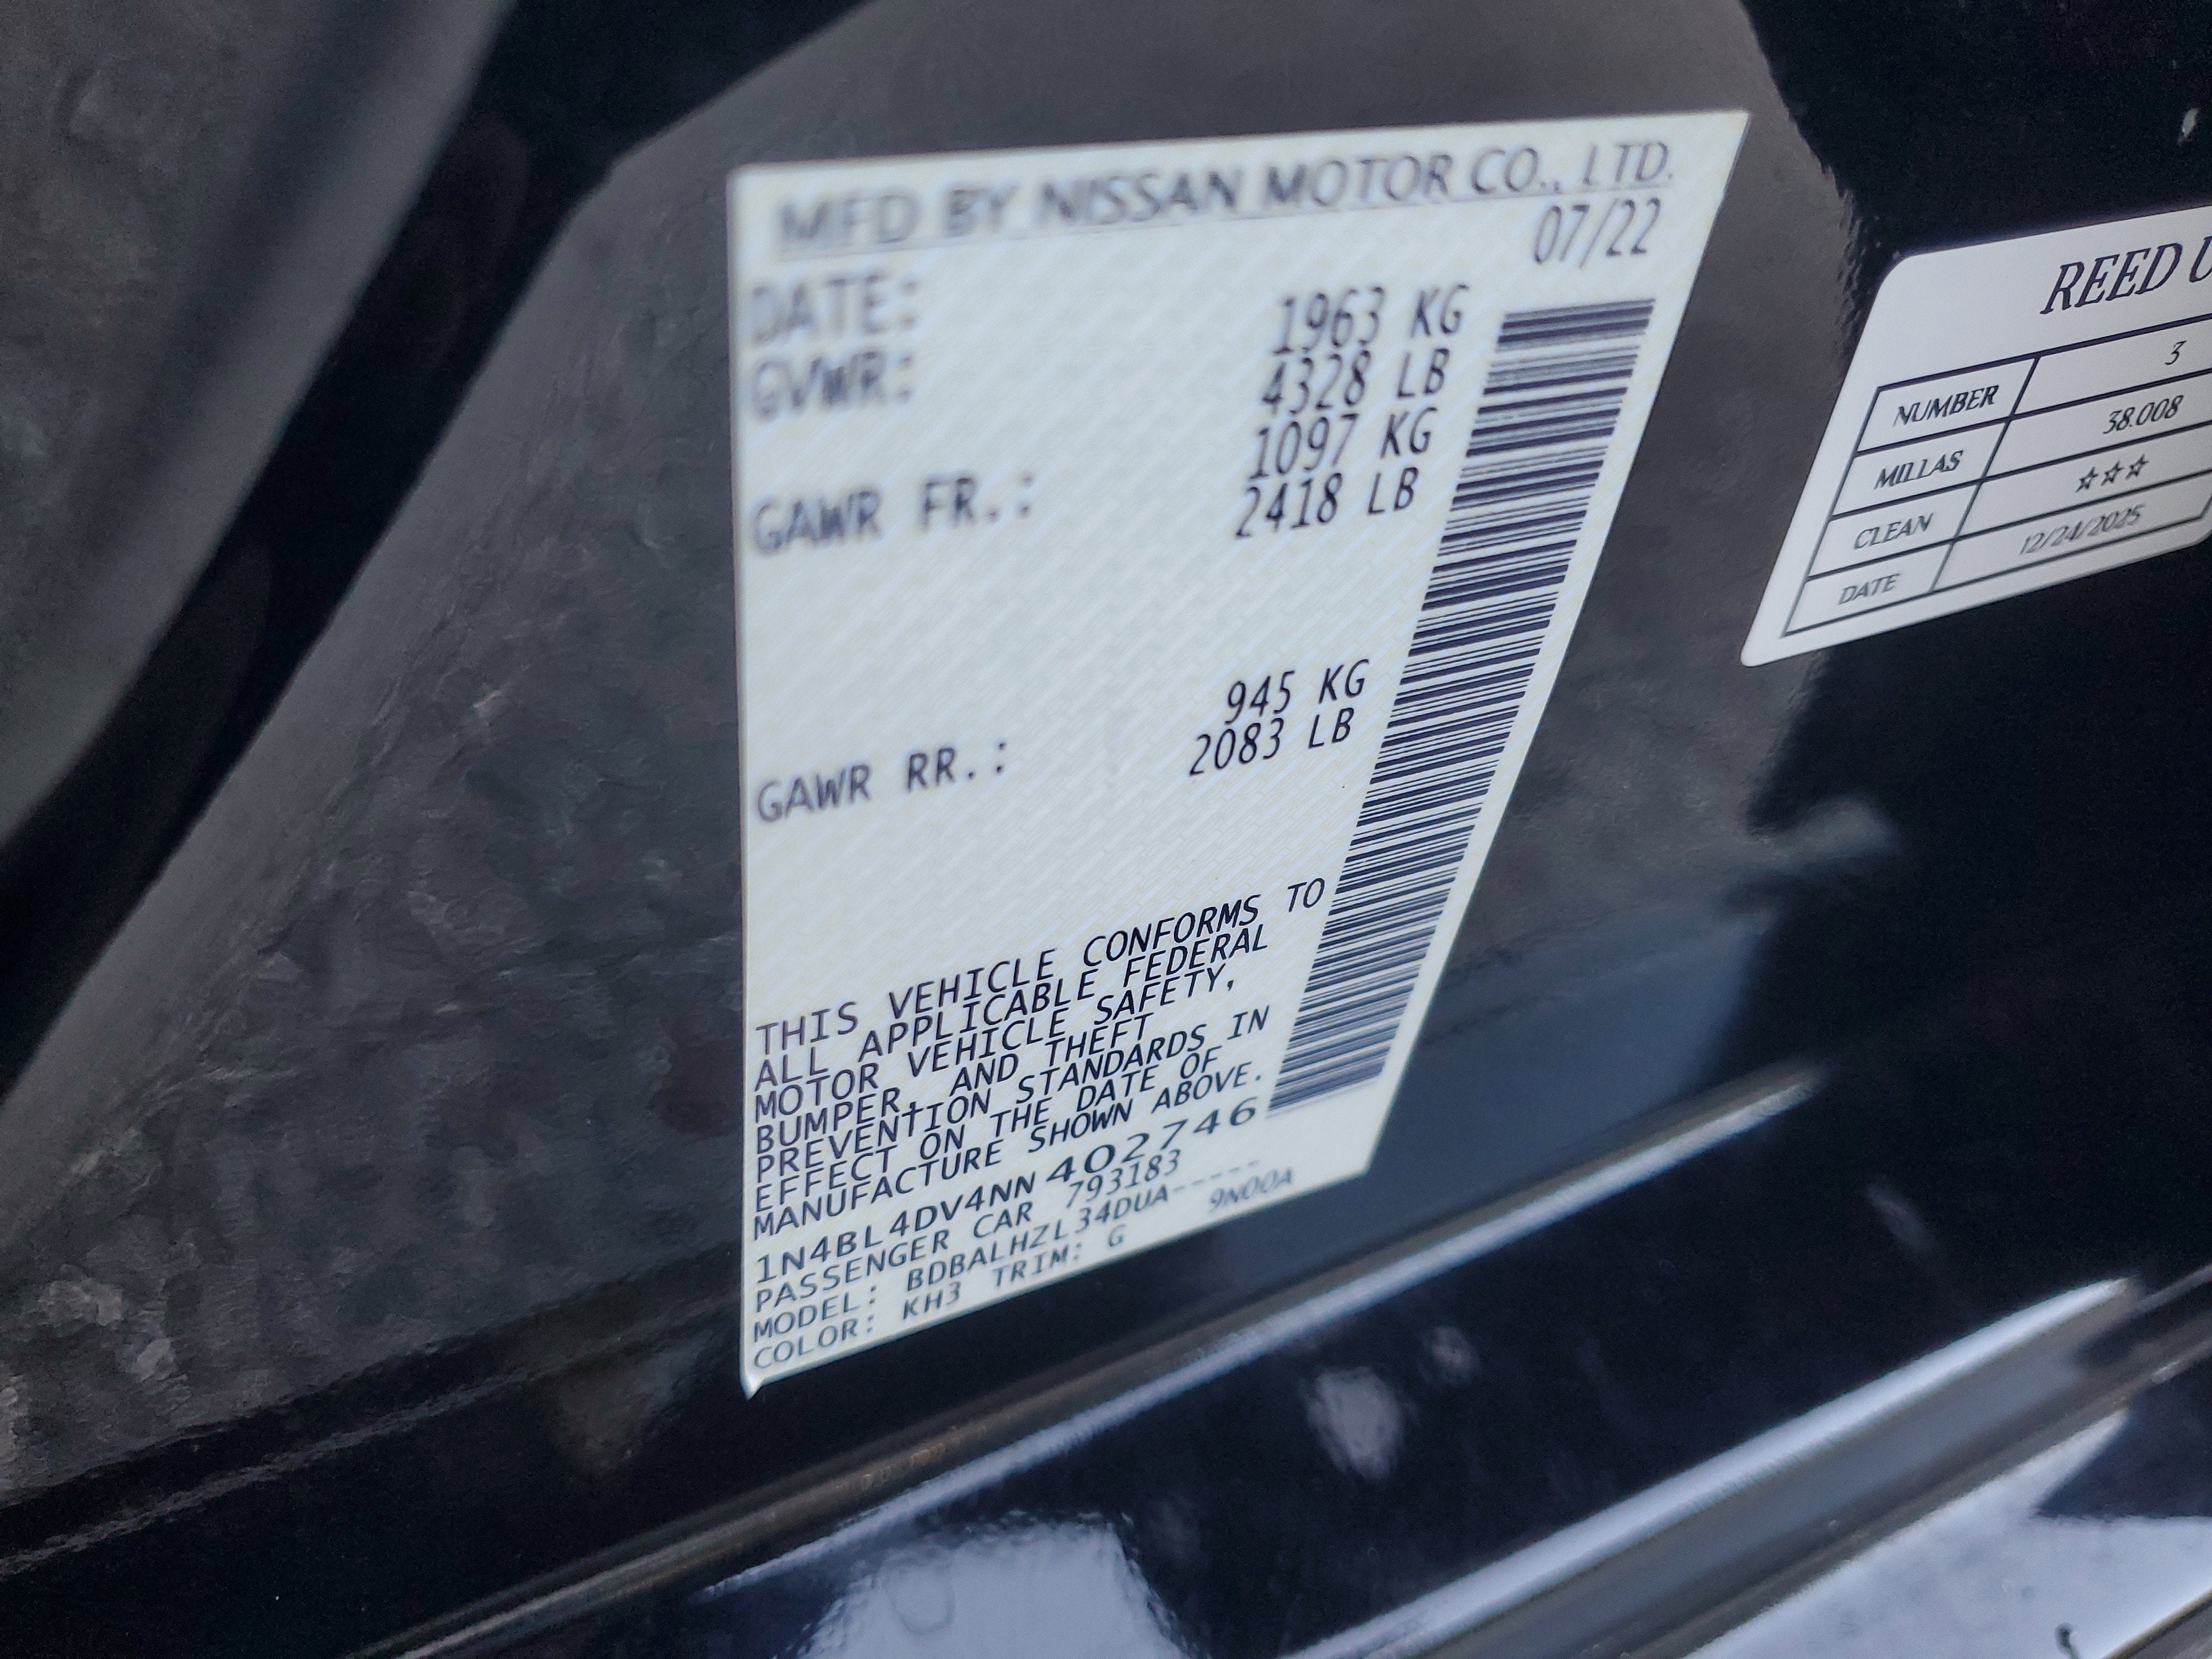 MFD BY NISSAN MOTOR CO., LTD.
DATE: 07/22
GVWR: 1963 KG
4328 LB
GAWR FR.: 1097 KG
2418 LB
GAWR RR.: 945 KG
2083 LB
THIS VEHICLE CONFORMS TO
ALL APPLICABLE FEDERAL
MOTOR VEHICLE SAFETY,
BUMPER, AND THEFT
PREVENTION STANDARDS IN
EFFECT ON THE DATE OF
MANUFACTURE SHOWN ABOVE.
1N4BL4DV4NN402746
PASSENGER CAR 793183
MODEL: BDBALHZL34DUA-----
COLOR: KH3 TRIM: G 9N00A
REED
NUMBER 3
MILLAS 38.008
CLEAN ☆☆☆
DATE 12/24/2025